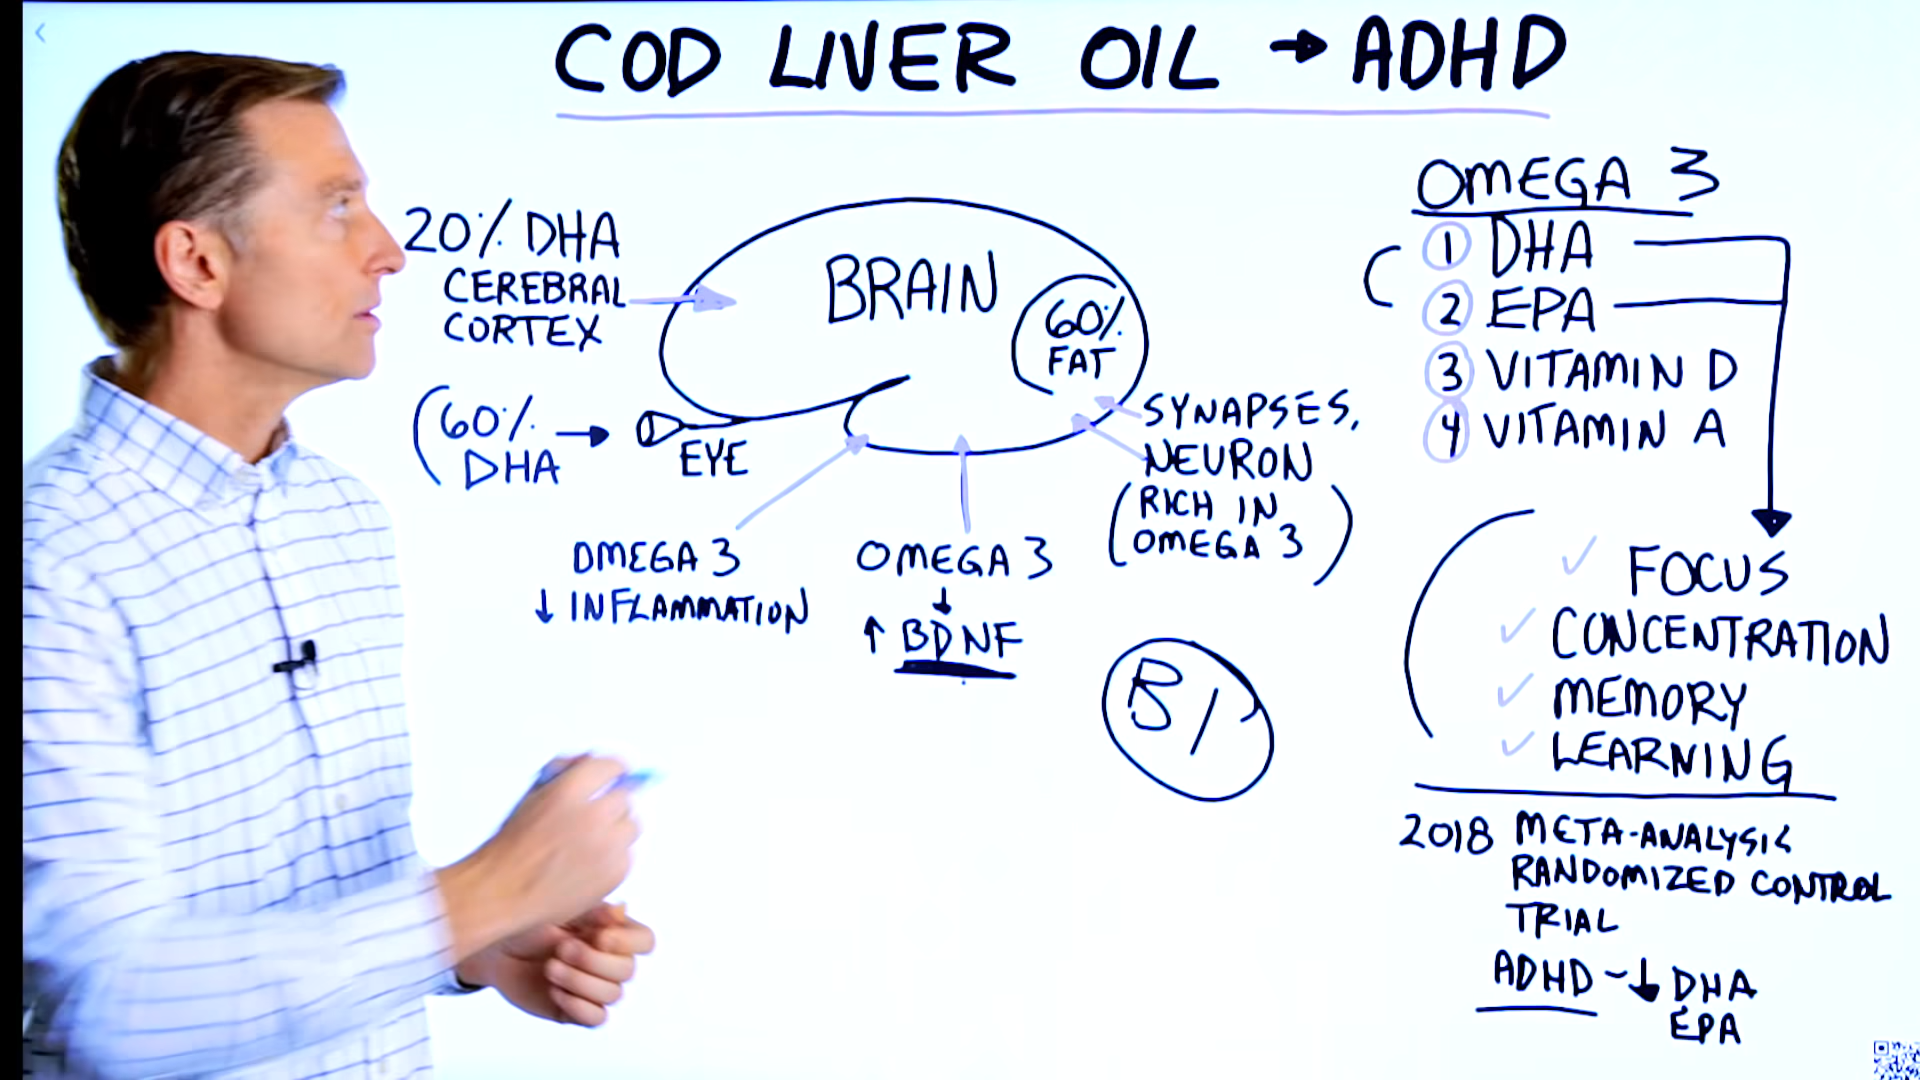 COD LIVER OIL → ADHD
20% DHA
CEREBRAL
CORTEX
60%
DHA →
EYE
BRAIN
60%
FAT
SYNAPSES,
NEURON
(RICH IN
OMEGA 3)
OMEGA 3
↓ INFLAMMATION
OMEGA 3
↓
↑ BDNF
B1
OMEGA 3
1 DHA
2 EPA
3 VITAMIN D
4 VITAMIN A
✓ FOCUS
✓ CONCENTRATION
✓ MEMORY
✓ LEARNING
2018 META-ANALYSIS
RANDOMIZED CONTROL
TRIAL
ADHD ~ ↓ DHA
EPA